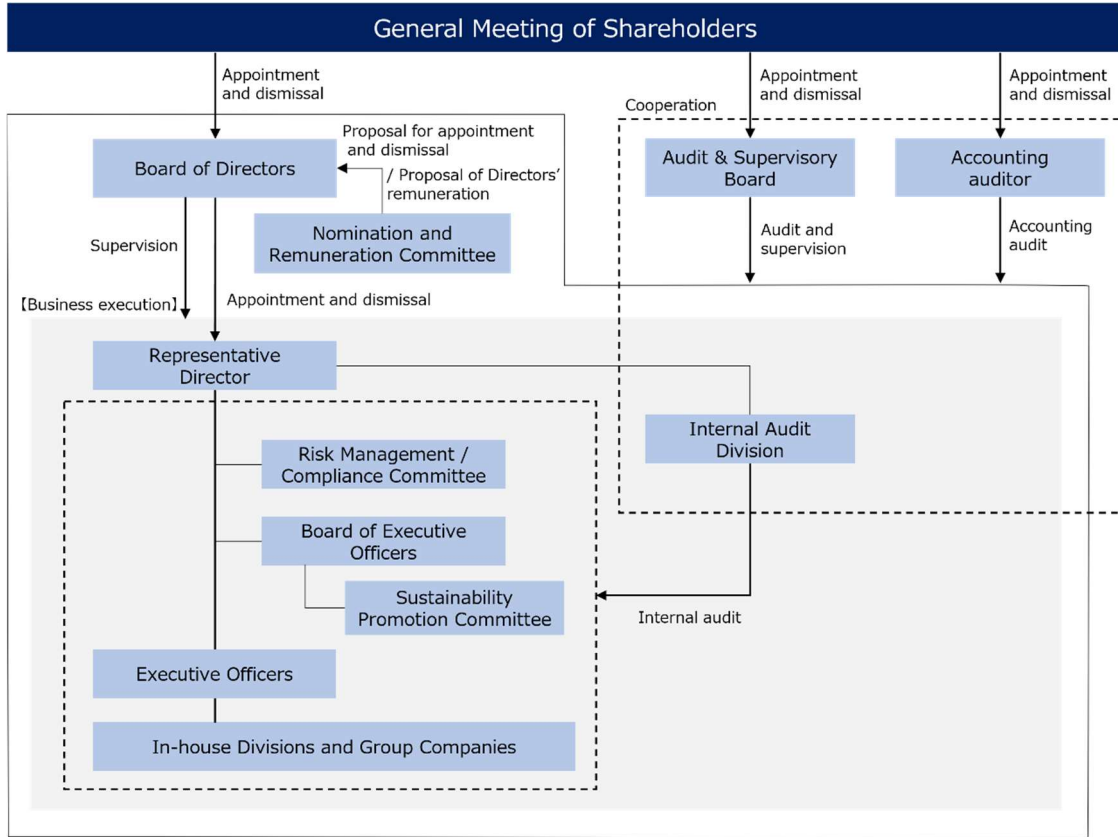 General Meeting of Shareholders
Appointment
and dismissal
Appointment
and dismissal
Appointment
and dismissal
Cooperation
Proposal for appointment
and dismissal
/ Proposal of Directors’
remuneration
Board of Directors
Audit & Supervisory
Board
Accounting
auditor
Nomination and
Remuneration Committee
Supervision
Audit and
supervision
Accounting
audit
【Business execution】
Appointment and dismissal
Representative
Director
Internal Audit
Division
Risk Management /
Compliance Committee
Board of Executive
Officers
Sustainability
Promotion Committee
Internal audit
Executive Officers
In-house Divisions and Group Companies